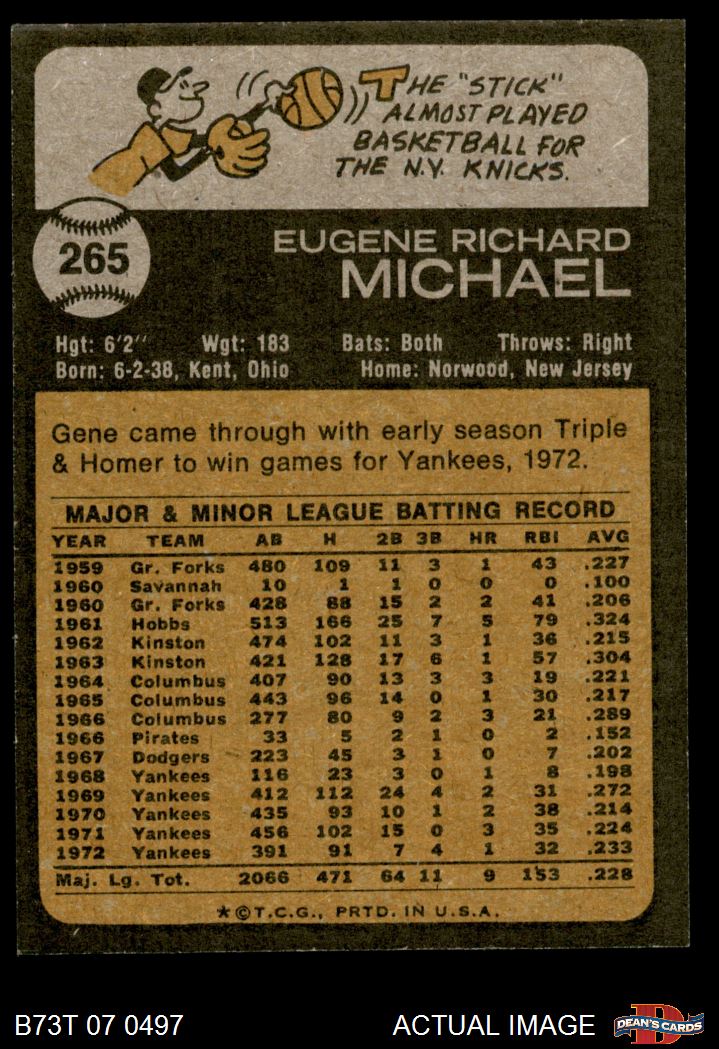 THE "STICK"
ALMOST PLAYED
BASKETBALL FOR
THE N.Y. KNICKS.
265
EUGENE RICHARD
MICHAEL
Hgt: 6'2" Wgt: 183 Bats: Both Throws: Right
Born: 6-2-38, Kent, Ohio Home: Norwood, New Jersey
Gene came through with early season Triple
& Homer to win games for Yankees, 1972.
MAJOR & MINOR LEAGUE BATTING RECORD
YEAR TEAM AB H 2B 3B HR RBI AVG
1959 Gr. Forks 480 109 11 3 1 43 .227
1960 Savannah 10 1 1 0 0 0 .100
1960 Gr. Forks 428 88 15 2 2 41 .206
1961 Hobbs 513 166 25 7 5 79 .324
1962 Kinston 474 102 11 3 1 36 .215
1963 Kinston 421 128 17 6 1 57 .304
1964 Columbus 407 90 13 3 3 19 .221
1965 Columbus 443 96 14 0 1 30 .217
1966 Columbus 277 80 9 2 3 21 .289
1966 Pirates 33 5 2 1 0 2 .152
1967 Dodgers 223 45 3 1 0 7 .202
1968 Yankees 116 23 3 0 1 8 .198
1969 Yankees 412 112 24 4 2 31 .272
1970 Yankees 435 93 10 1 2 38 .214
1971 Yankees 456 102 15 0 3 35 .224
1972 Yankees 391 91 7 4 1 32 .233
Maj. Lg. Tot. 2066 471 64 11 9 153 .228
★©T.C.G., PRTD. IN U.S.A.
B73T 07 0497 ACTUAL IMAGE D DEAN'S CARDS